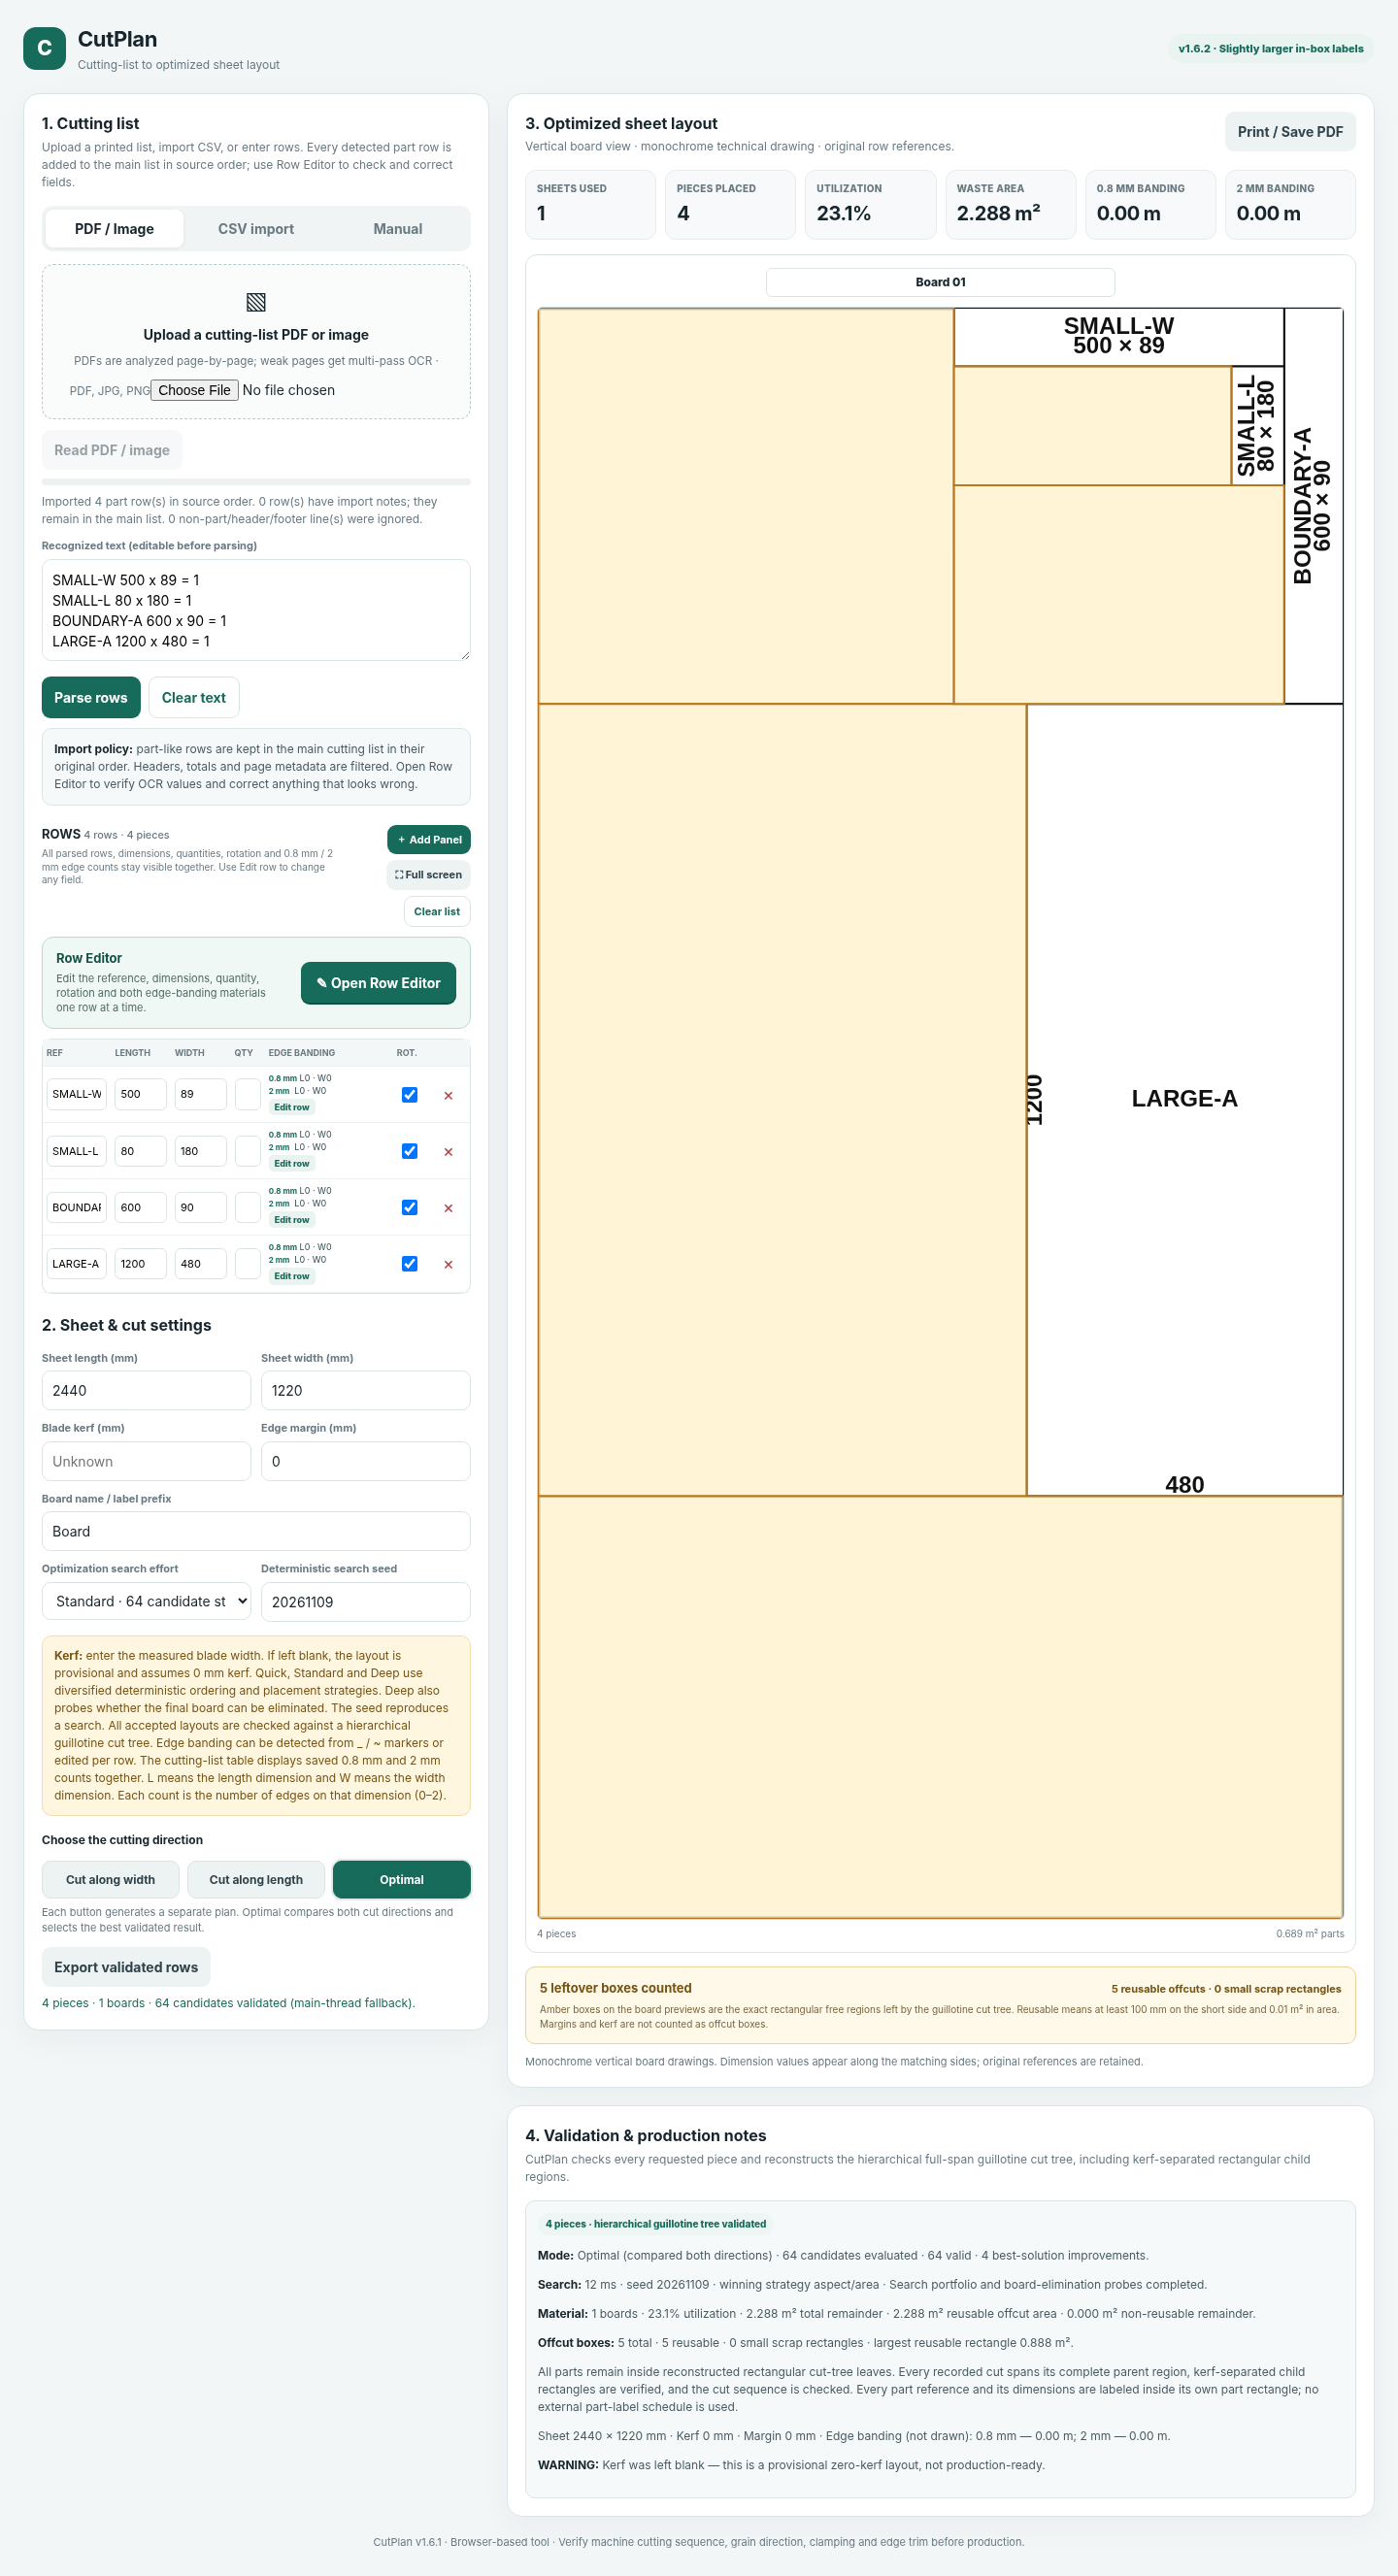 C
CutPlan
Cutting-list to optimized sheet layout
v1.6.2 · Slightly larger in-box labels
1. Cutting list
Upload a printed list, import CSV, or enter rows. Every detected part row is
added to the main list in source order; use Row Editor to check and correct
fields.
PDF / Image
CSV import
Manual
Upload a cutting-list PDF or image
PDFs are analyzed page-by-page; weak pages get multi-pass OCR ·
PDF, JPG, PNG Choose File No file chosen
Read PDF / image
Imported 4 part row(s) in source order. 0 row(s) have import notes; they
remain in the main list. 0 non-part/header/footer line(s) were ignored.
Recognized text (editable before parsing)
SMALL-W 500 x 89 = 1
SMALL-L 80 x 180 = 1
BOUNDARY-A 600 x 90 = 1
LARGE-A 1200 x 480 = 1
Parse rows
Clear text
Import policy: part-like rows are kept in the main cutting list in their
original order. Headers, totals and page metadata are filtered. Open Row
Editor to verify OCR values and correct anything that looks wrong.
ROWS 4 rows · 4 pieces
All parsed rows, dimensions, quantities, rotation and 0.8 mm / 2
mm edge counts stay visible together. Use Edit row to change
any field.
+ Add Panel
⛶ Full screen
Clear list
Row Editor
Edit the reference, dimensions, quantity,
rotation and both edge-banding materials
one row at a time.
✎ Open Row Editor
REF LENGTH WIDTH QTY EDGE BANDING ROT.
SMALL-W 500 89
0.8 mm L0 · W0
2 mm L0 · W0
Edit row
×
SMALL-L 80 180
0.8 mm L0 · W0
2 mm L0 · W0
Edit row
×
BOUNDAR 600 90
0.8 mm L0 · W0
2 mm L0 · W0
Edit row
×
LARGE-A 1200 480
0.8 mm L0 · W0
2 mm L0 · W0
Edit row
×
2. Sheet & cut settings
Sheet length (mm) Sheet width (mm)
2440 1220
Blade kerf (mm) Edge margin (mm)
Unknown 0
Board name / label prefix
Board
Optimization search effort Deterministic search seed
Standard · 64 candidate st 20261109
Kerf: enter the measured blade width. If left blank, the layout is
provisional and assumes 0 mm kerf. Quick, Standard and Deep use
diversified deterministic ordering and placement strategies. Deep also
probes whether the final board can be eliminated. The seed reproduces
a search. All accepted layouts are checked against a hierarchical
guillotine cut tree. Edge banding can be detected from _ / ~ markers or
edited per row. The cutting-list table displays saved 0.8 mm and 2 mm
counts together. L means the length dimension and W means the width
dimension. Each count is the number of edges on that dimension (0–2).
Choose the cutting direction
Cut along width
Cut along length
Optimal
Each button generates a separate plan. Optimal compares both cut directions and
selects the best validated result.
Export validated rows
4 pieces · 1 boards · 64 candidates validated (main-thread fallback).
3. Optimized sheet layout
Vertical board view · monochrome technical drawing · original row references.
Print / Save PDF
SHEETS USED
1
PIECES PLACED
4
UTILIZATION
23.1%
WASTE AREA
2.288 m²
0.8 MM BANDING
0.00 m
2 MM BANDING
0.00 m
Board 01
SMALL-W
500 × 89
SMALL-L
80 × 180
BOUNDARY-A
600 × 90
1200
LARGE-A
480
4 pieces
0.689 m² parts
5 leftover boxes counted
5 reusable offcuts · 0 small scrap rectangles
Amber boxes on the board previews are the exact rectangular free regions left by the guillotine cut tree. Reusable means at least 100 mm on the short side and 0.01 m² in area.
Margins and kerf are not counted as offcut boxes.
Monochrome vertical board drawings. Dimension values appear along the matching sides; original references are retained.
4. Validation & production notes
CutPlan checks every requested piece and reconstructs the hierarchical full-span guillotine cut tree, including kerf-separated rectangular child
regions.
4 pieces · hierarchical guillotine tree validated
Mode: Optimal (compared both directions) · 64 candidates evaluated · 64 valid · 4 best-solution improvements.
Search: 12 ms · seed 20261109 · winning strategy aspect/area · Search portfolio and board-elimination probes completed.
Material: 1 boards · 23.1% utilization · 2.288 m² total remainder · 2.288 m² reusable offcut area · 0.000 m² non-reusable remainder.
Offcut boxes: 5 total · 5 reusable · 0 small scrap rectangles · largest reusable rectangle 0.888 m².
All parts remain inside reconstructed rectangular cut-tree leaves. Every recorded cut spans its complete parent region, kerf-separated child
rectangles are verified, and the cut sequence is checked. Every part reference and its dimensions are labeled inside its own part rectangle; no
external part-label schedule is used.
Sheet 2440 × 1220 mm · Kerf 0 mm · Margin 0 mm · Edge banding (not drawn): 0.8 mm — 0.00 m; 2 mm — 0.00 m.
WARNING: Kerf was left blank — this is a provisional zero-kerf layout, not production-ready.
CutPlan v1.6.1 · Browser-based tool · Verify machine cutting sequence, grain direction, clamping and edge trim before production.